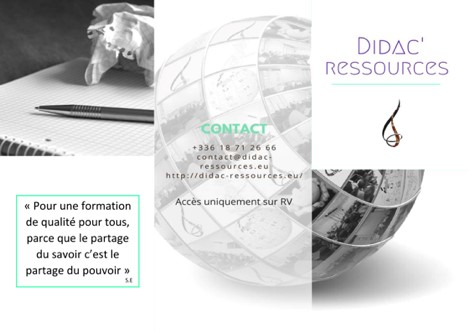 « Pour une formation
de qualité pour tous,
parce que le partage
du savoir c'est le
partage du pouvoir »
S.E
CONTACT
+336 18 71 26 66
contact@didac-
ressources.eu
http://didac-ressources.eu/
Accès uniquement sur RV
DIDAC'
RESSOURCES